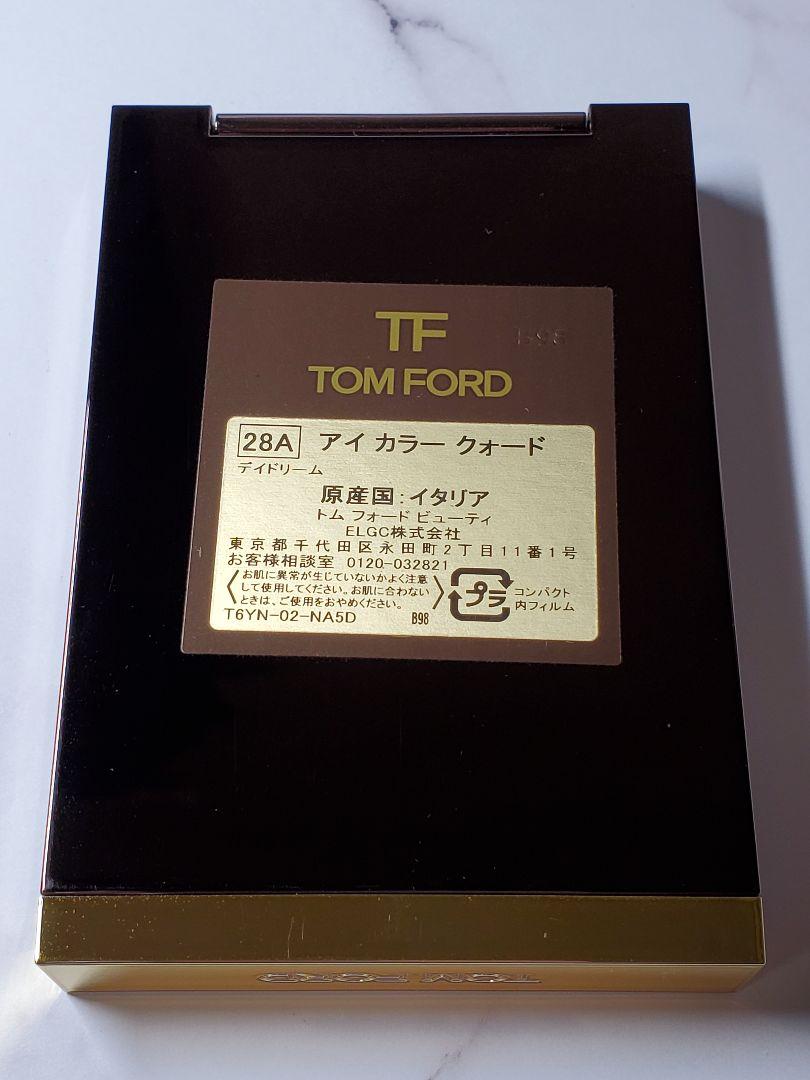 TF
B98
TOM FORD
28A アイ カラー クォード
デイドリーム
原産国:イタリア
トム フォード ビューティ
ELGC株式会社
東京都千代田区永田町2丁目11番1号
お客様相談室 0120-032821
お肌に異常が生じていないかよく注意
して使用してください。お肌に合わない
ときは、ご使用をおやめください。
プラ
コンパクト
内フィルム
T6YN-02-NA5D B98
TOM FORD